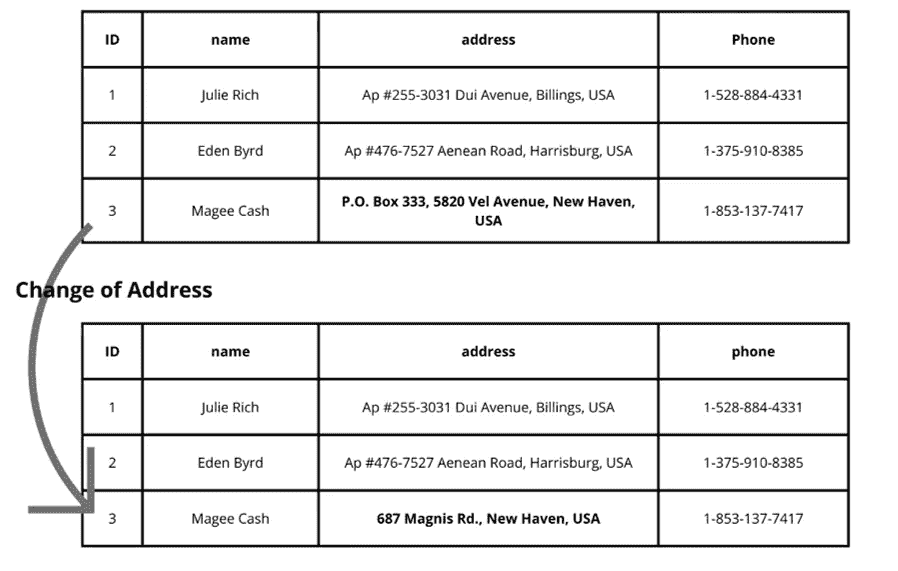 ID name address Phone
1 Julie Rich Ap #255-3031 Dui Avenue, Billings, USA 1-528-884-4331
2 Eden Byrd Ap #476-7527 Aenean Road, Harrisburg, USA 1-375-910-8385
3 Magee Cash P.O. Box 333, 5820 Vel Avenue, New Haven, 1-853-137-7417
USA
Change of Address
ID name address phone
1 Julie Rich Ap #255-3031 Dui Avenue, Billings, USA 1-528-884-4331
2 Eden Byrd Ap #476-7527 Aenean Road, Harrisburg, USA 1-375-910-8385
3 Magee Cash 687 Magnis Rd., New Haven, USA 1-853-137-7417